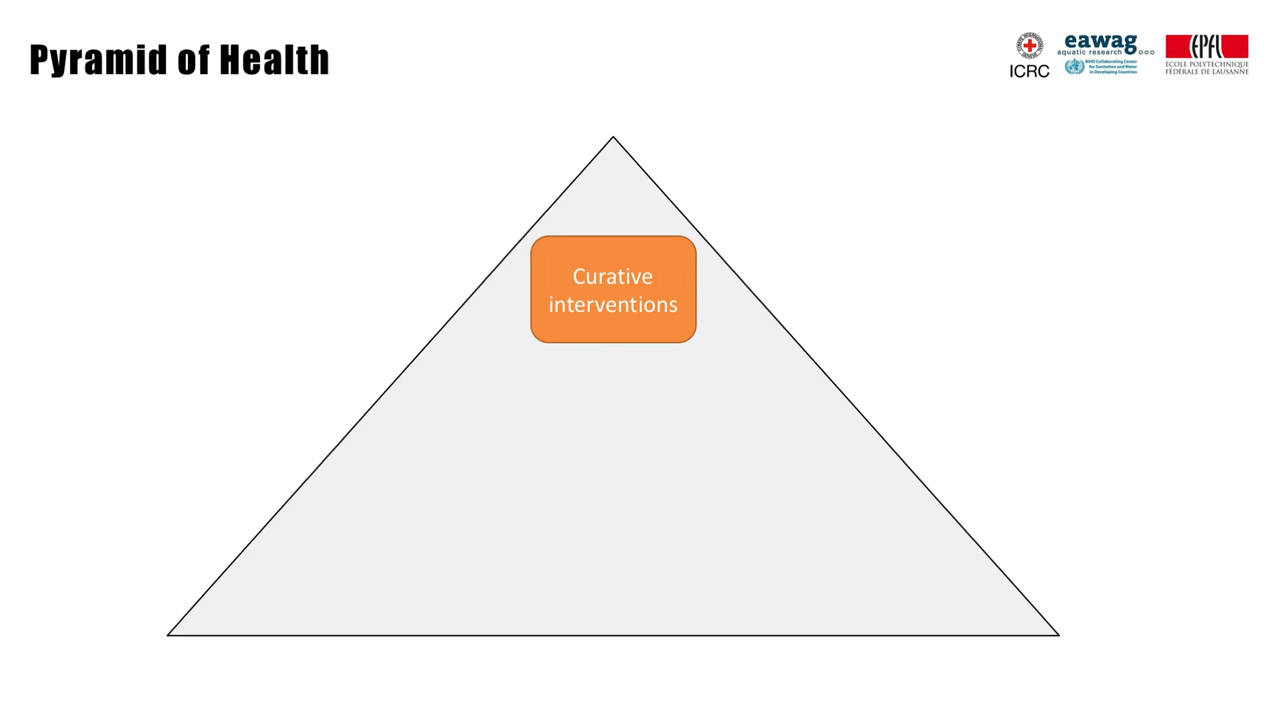 Pyramid of Health
ICRC
eawag
aquatic research
WHO Collaborating Center
for Sanitation and Water
in Developing Countries
EPFL
ÉCOLE POLYTECHNIQUE
FÉDÉRALE DE LAUSANNE
Curative
interventions